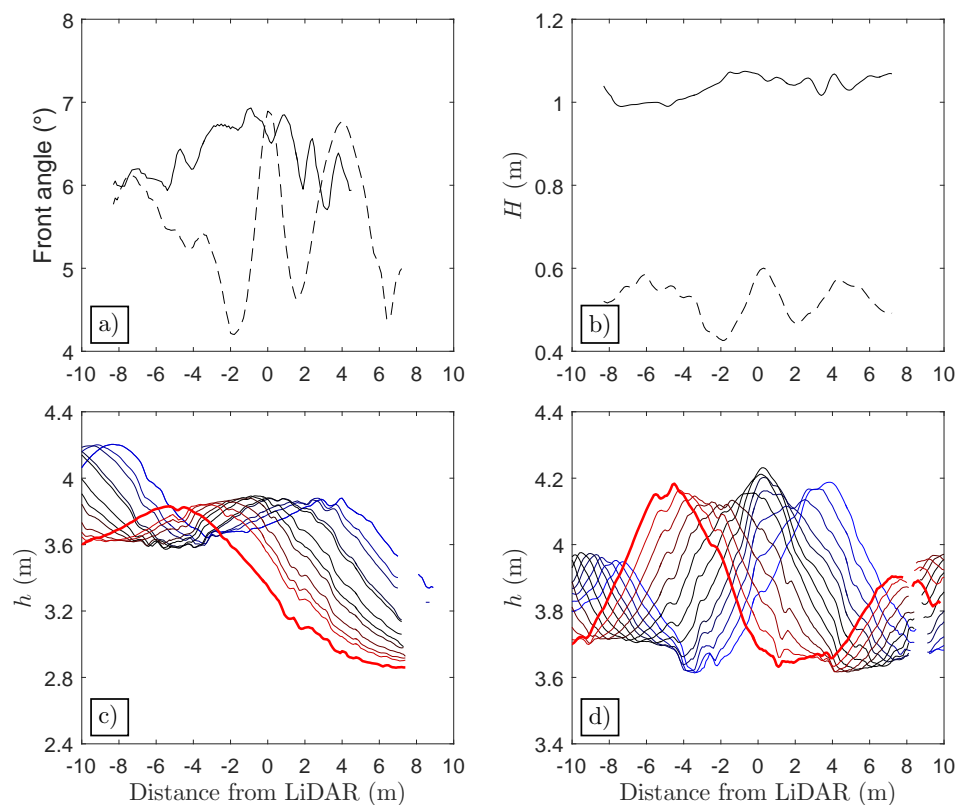 8
7
6
5
4
Front angle (°)
a)
-10 -8 -6 -4 -2 0 2 4 6 8 10
1.2
1
0.8
0.6
0.4
H (m)
b)
-10 -8 -6 -4 -2 0 2 4 6 8 10
4.4
4
3.6
3.2
2.8
2.4
h (m)
c)
-10 -8 -6 -4 -2 0 2 4 6 8 10
Distance from LiDAR (m)
4.4
4.2
4
3.8
3.6
3.4
h (m)
d)
-10 -8 -6 -4 -2 0 2 4 6 8 10
Distance from LiDAR (m)